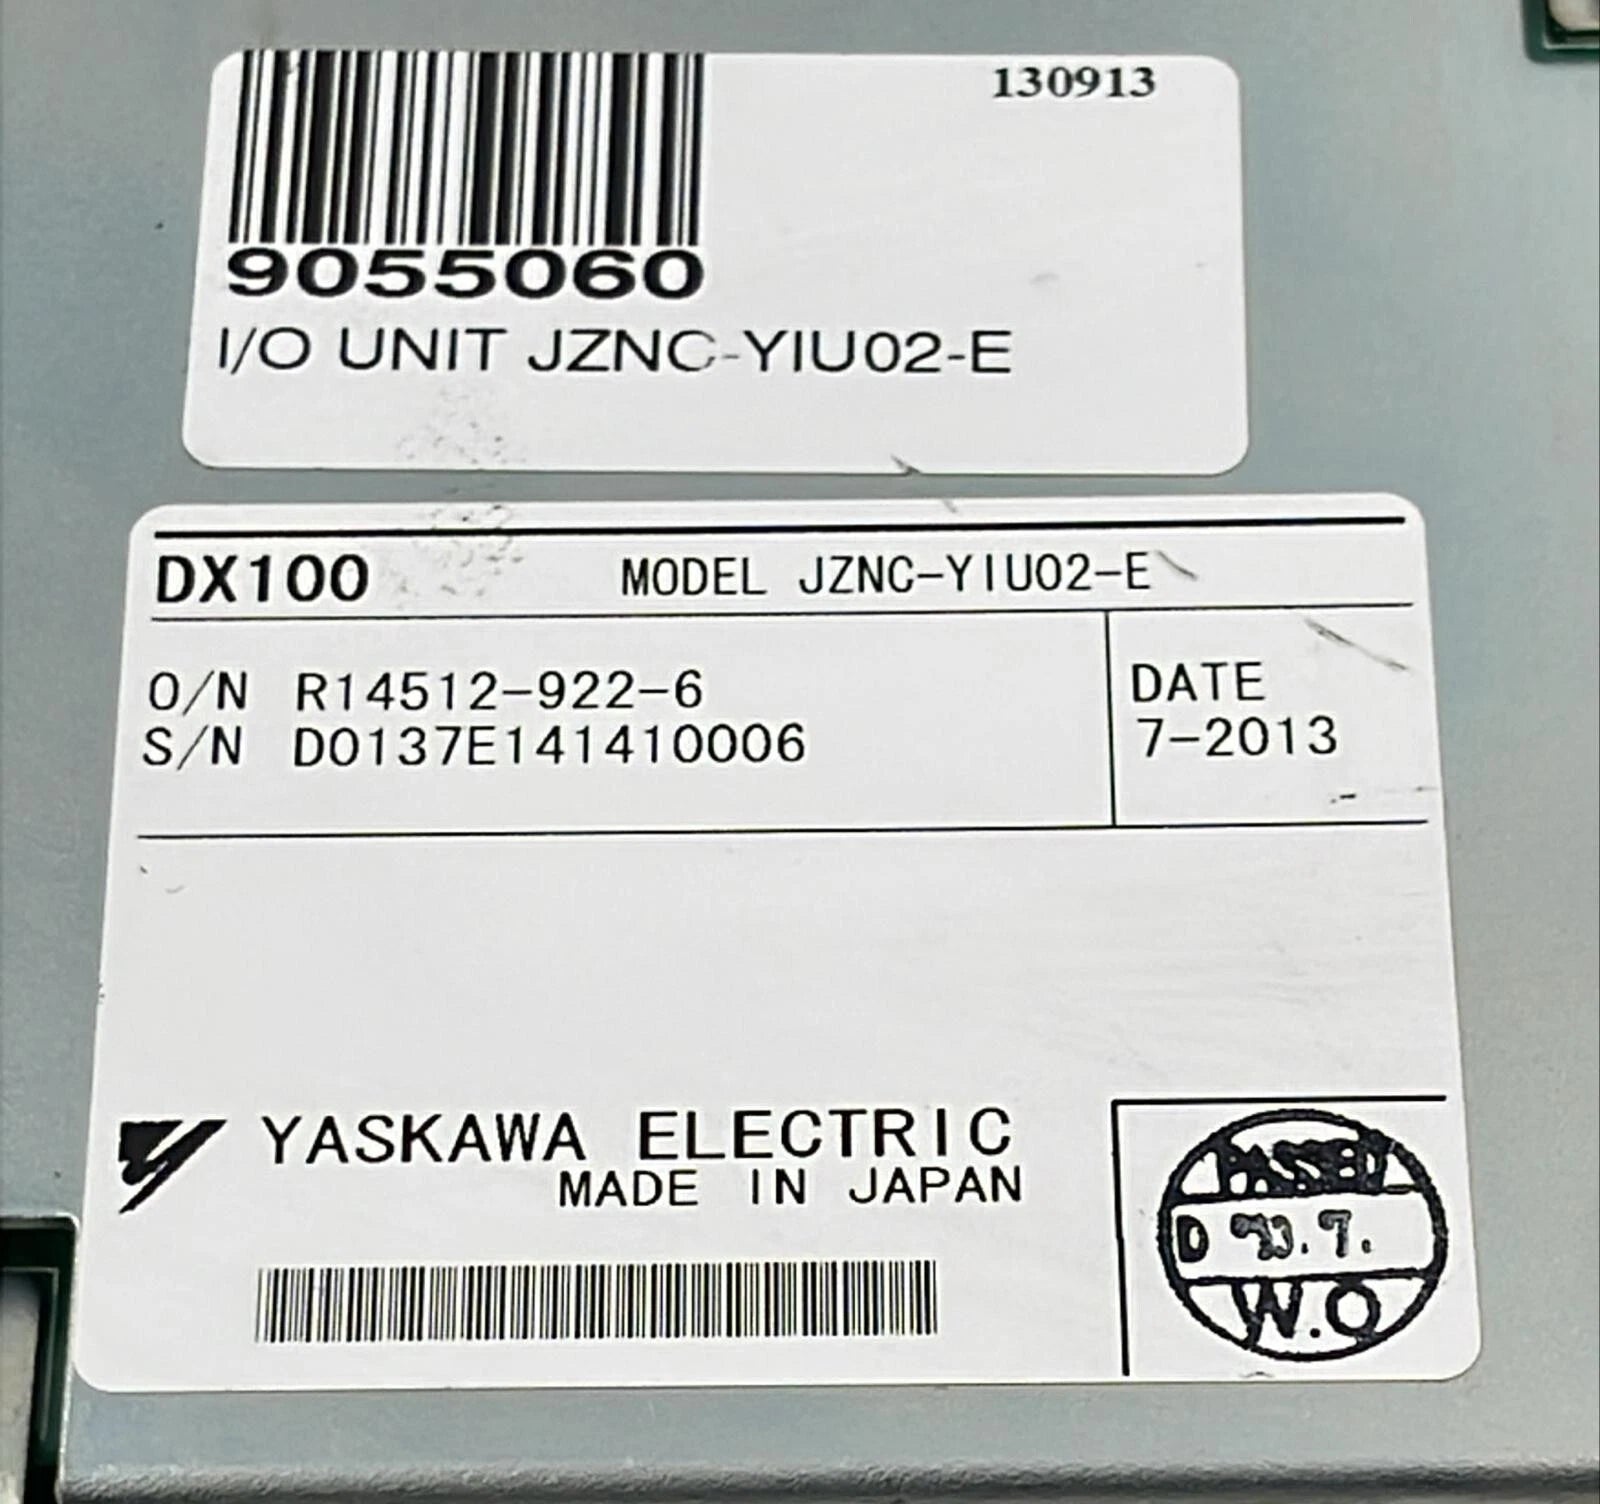 130913
9055060
I/O UNIT JZNC-YIU02-E
DX100 MODEL JZNC-YIU02-E
O/N R14512-922-6
S/N D0137E141410006
DATE
7-2013
YASKAWA ELECTRIC
MADE IN JAPAN
PASSED
D .7.
W.O